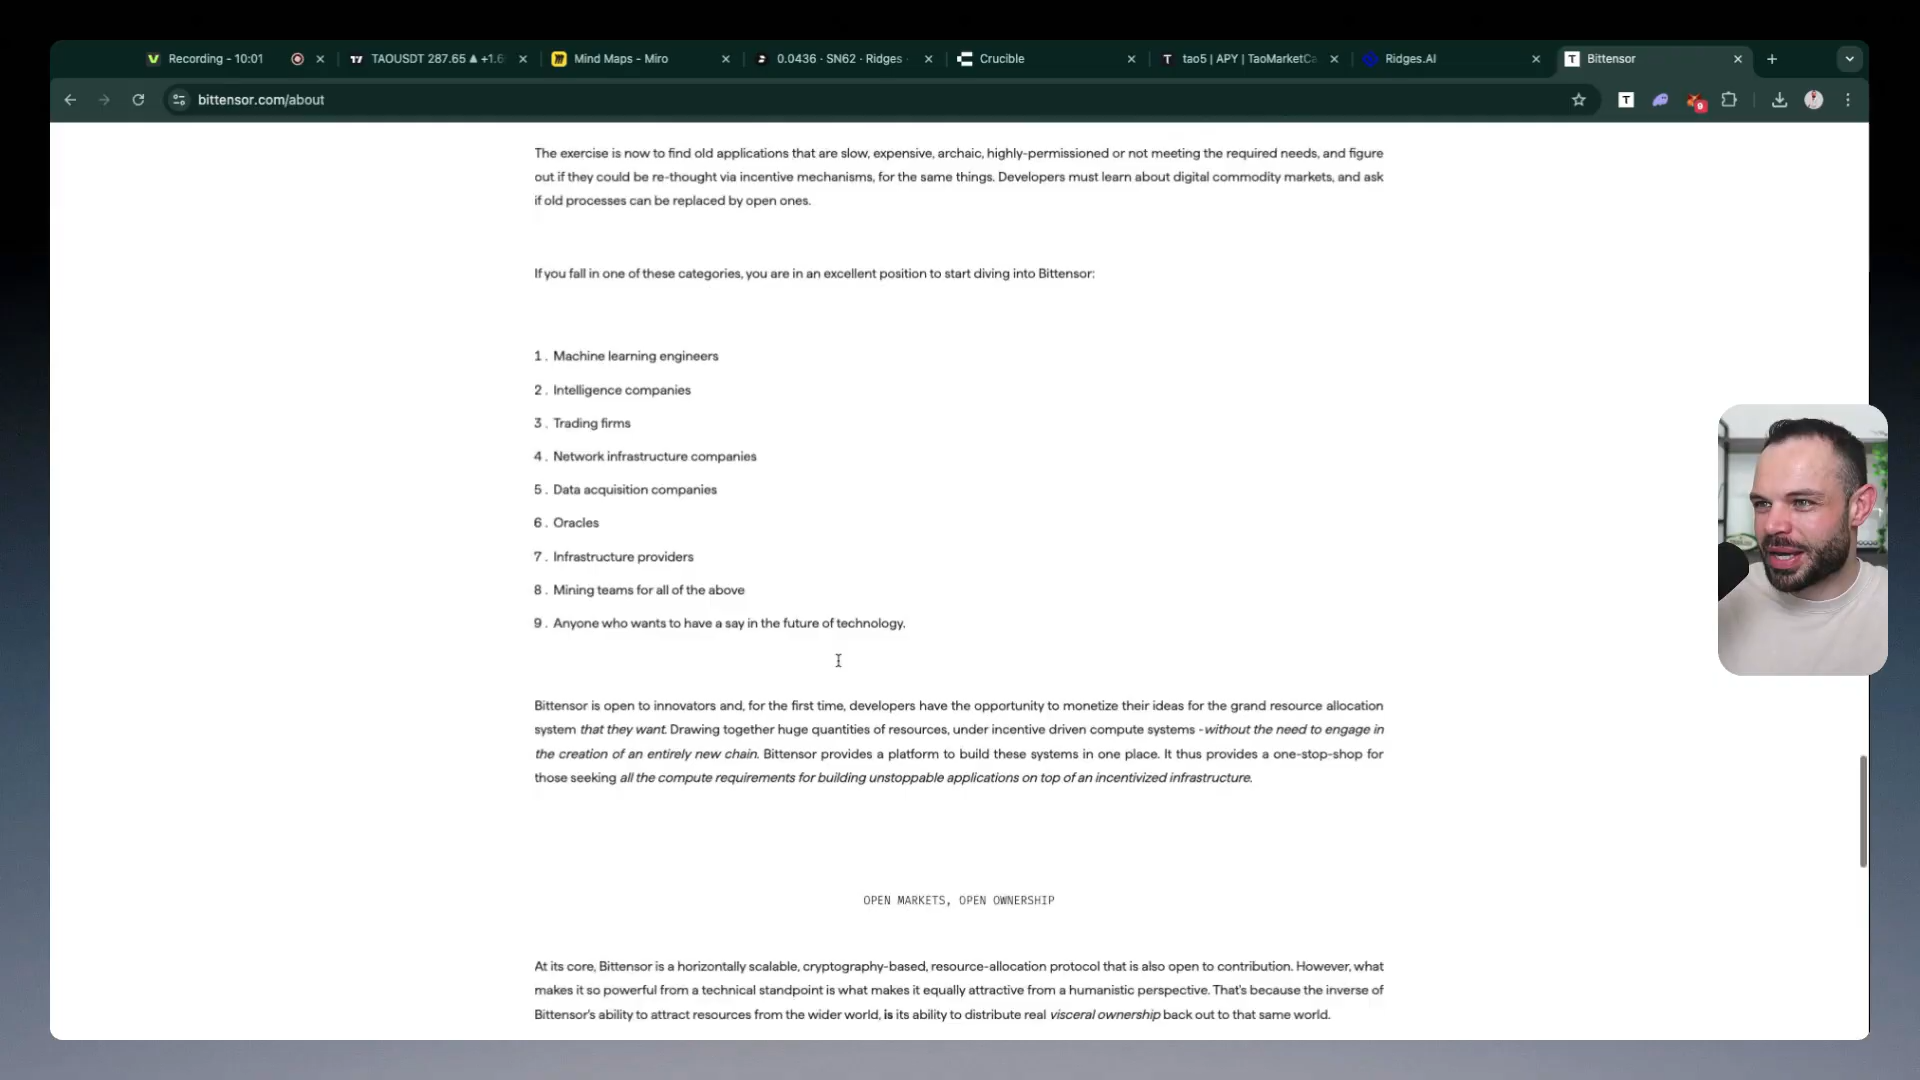 Recording - 10:01
TAOUSDT 287.65 ▲ +1.6
Mind Maps - Miro
0.0436 · SN62 · Ridges
Crucible
tao5 | APY | TaoMarketCa
Ridges.AI
Bittensor
bittensor.com/about
9
The exercise is now to find old applications that are slow, expensive, archaic, highly-permissioned or not meeting the required needs, and figure
out if they could be re-thought via incentive mechanisms, for the same things. Developers must learn about digital commodity markets, and ask
if old processes can be replaced by open ones.
If you fall in one of these categories, you are in an excellent position to start diving into Bittensor:
1 . Machine learning engineers
2 . Intelligence companies
3 . Trading firms
4 . Network infrastructure companies
5 . Data acquisition companies
6 . Oracles
7 . Infrastructure providers
8 . Mining teams for all of the above
9 . Anyone who wants to have a say in the future of technology.
Bittensor is open to innovators and, for the first time, developers have the opportunity to monetize their ideas for the grand resource allocation
system that they want. Drawing together huge quantities of resources, under incentive driven compute systems -without the need to engage in
the creation of an entirely new chain. Bittensor provides a platform to build these systems in one place. It thus provides a one-stop-shop for
those seeking all the compute requirements for building unstoppable applications on top of an incentivized infrastructure.
OPEN MARKETS, OPEN OWNERSHIP
At its core, Bittensor is a horizontally scalable, cryptography-based, resource-allocation protocol that is also open to contribution. However, what
makes it so powerful from a technical standpoint is what makes it equally attractive from a humanistic perspective. That's because the inverse of
Bittensor's ability to attract resources from the wider world, is its ability to distribute real visceral ownership back out to that same world.